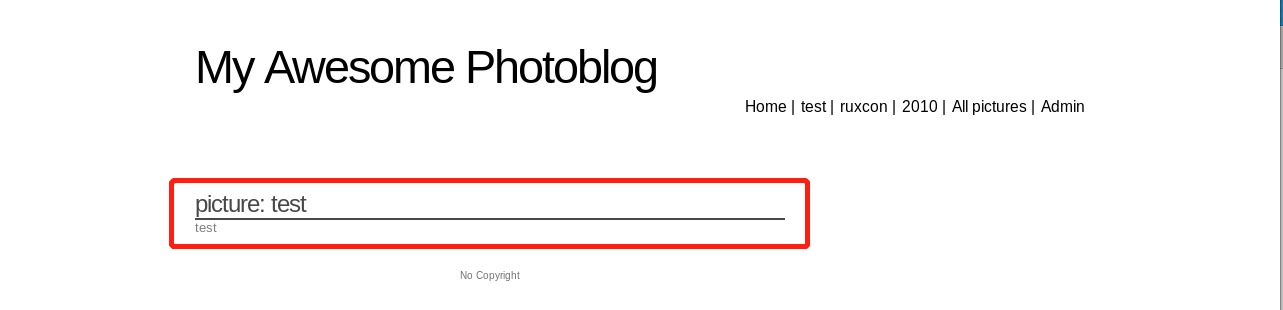 My Awesome Photoblog
Home | test | ruxcon | 2010 | All pictures | Admin
picture: test
test
No Copyright